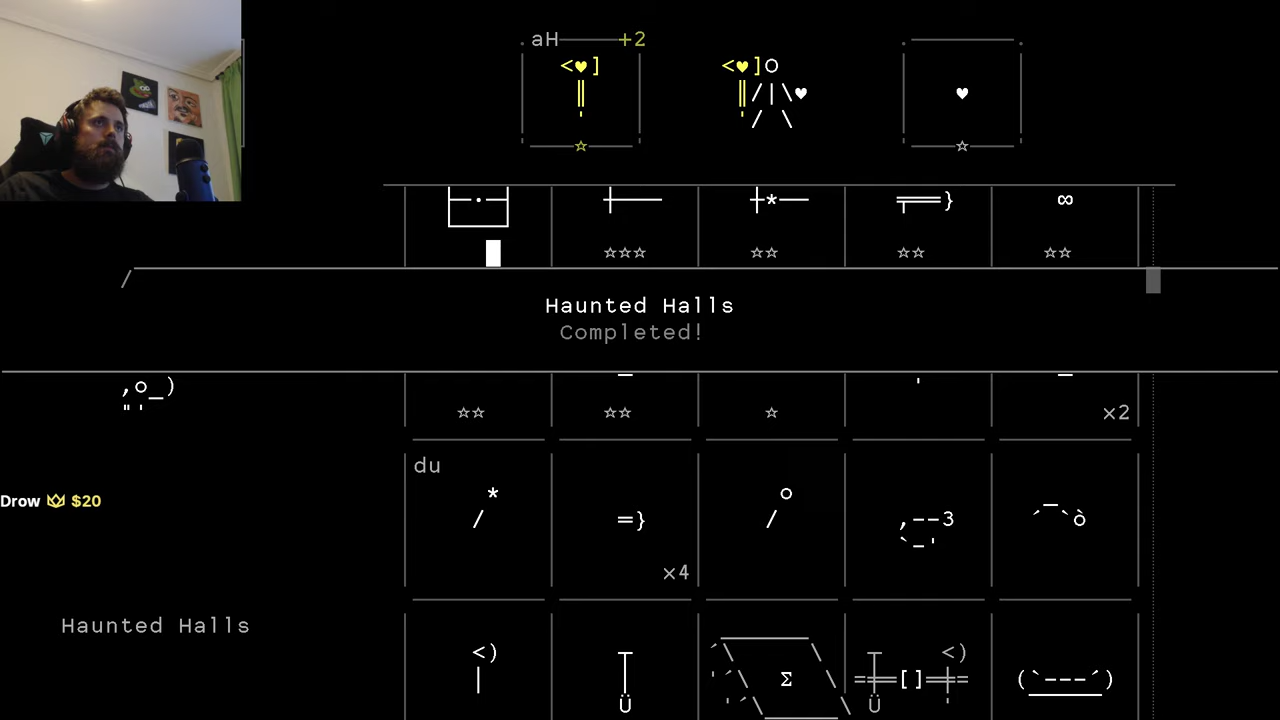 aH +2
Haunted Halls
Completed!
×2
du
×4
Drow $20
Haunted Halls